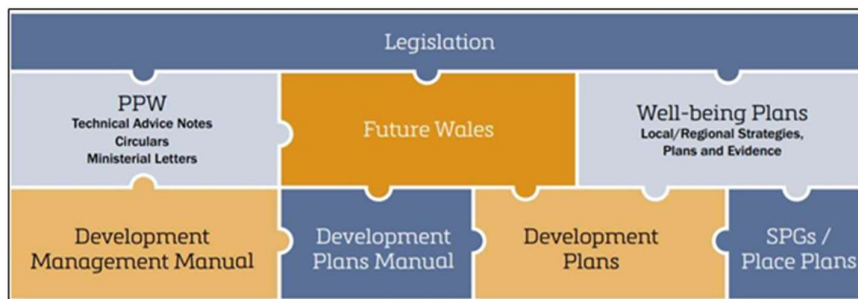 Legislation
PPW
Technical Advice Notes
Circulars
Ministerial Letters
Future Wales
Well-being Plans
Local/Regional Strategies,
Plans and Evidence
Development
Management Manual
Development
Plans Manual
Development
Plans
SPGs /
Place Plans